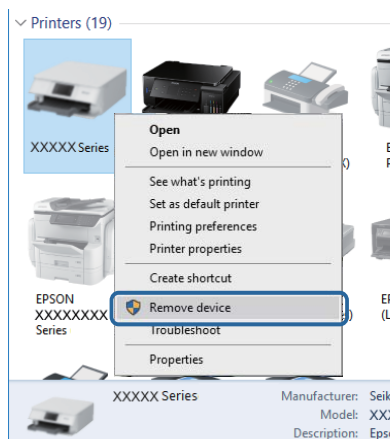 Printers (19)
XXXXX Series
Open
Open in new window
See what's printing
Set as default printer
Printing preferences
Printer properties
Create shortcut
Remove device
Troubleshoot
Properties
EPSON
XXXXXXXX
Series
XXXXX Series
Manufacturer:
Model:
Description: